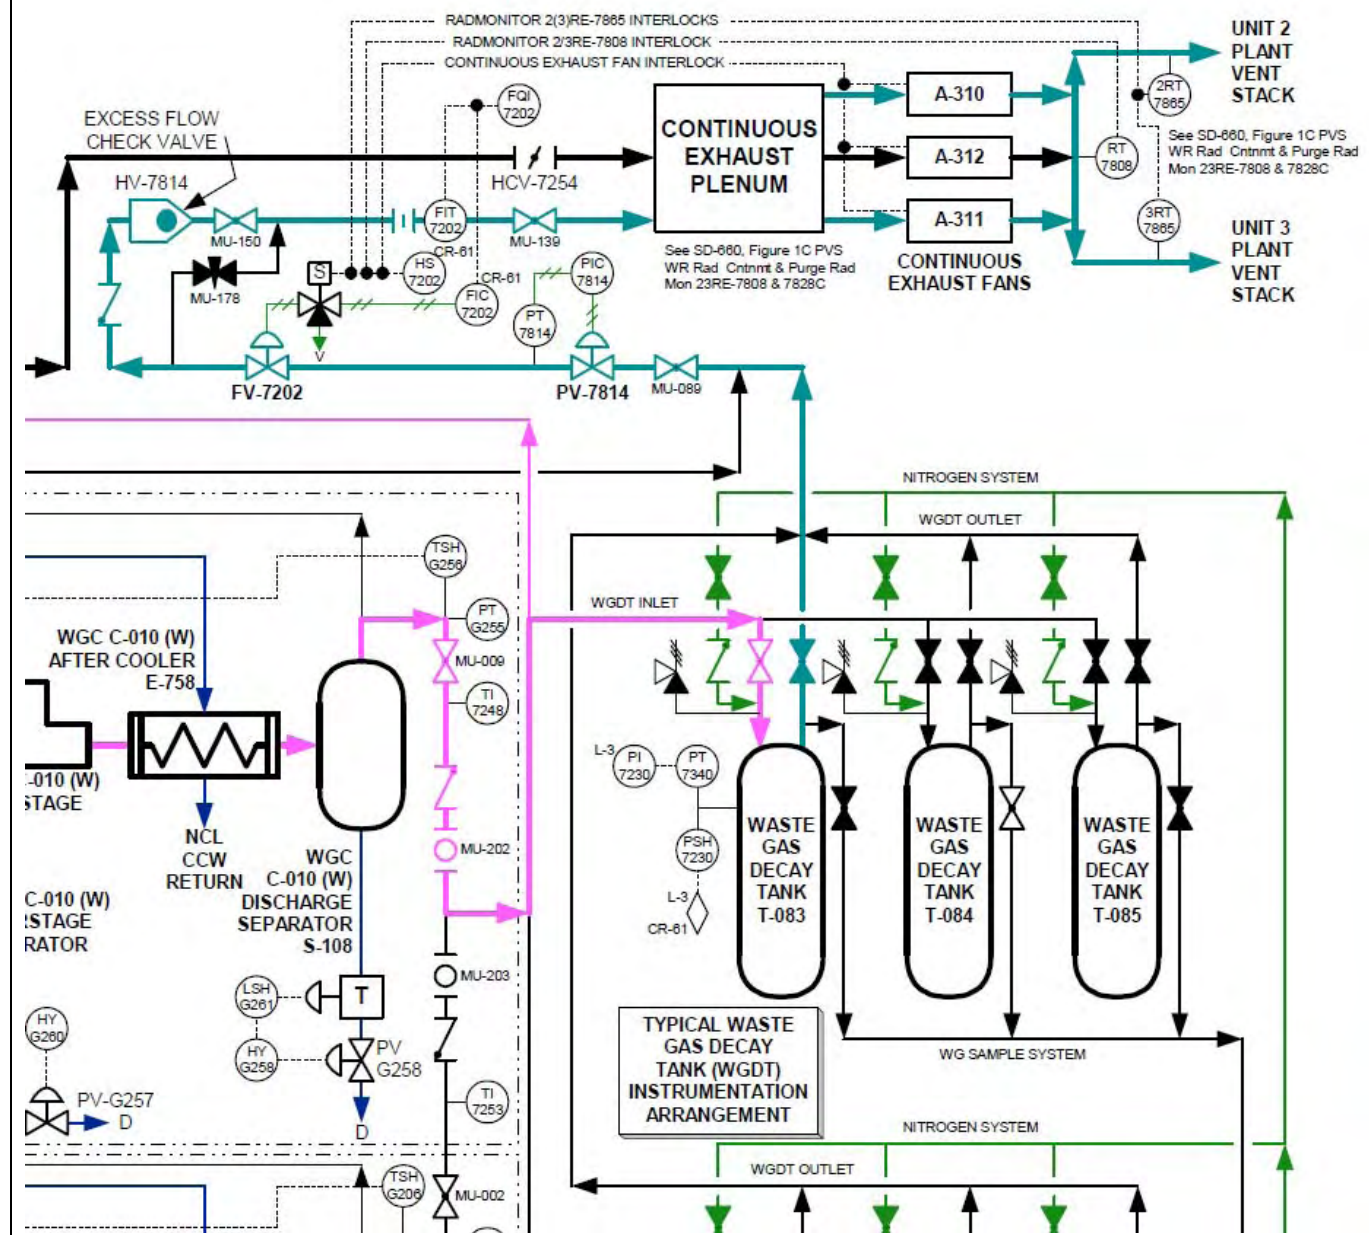 RADMONITOR 2(3)RE-7865 INTERLOCKS
RADMONITOR 2/3RE-7808 INTERLOCK
CONTINUOUS EXHAUST FAN INTERLOCK
UNIT 2
PLANT
VENT
STACK
EXCESS FLOW
CHECK VALVE
FQI
7202
CONTINUOUS
EXHAUST
PLENUM
A-310
A-312
A-311
CONTINUOUS
EXHAUST FANS
2RT
7865
RT
7808
3RT
7865
See SD-660, Figure 1C PVS
WR Rad Cntnmt & Purge Rad
Mon 23RE-7808 & 7828C
UNIT 3
PLANT
VENT
STACK
HV-7814
HCV-7254
MU-150
FIT
7202
CR-61
MU-139
See SD-660, Figure 1C PVS
WR Rad Cntnmt & Purge Rad
Mon 23RE-7808 & 7828C
MU-178
S
HS
7202
CR-61
FIC
7202
PIC
7814
PT
7814
V
FV-7202
PV-7814
MU-089
NITROGEN SYSTEM
WGDT OUTLET
WGDT INLET
TSH
G256
PT
G255
MU-009
TI
7248
WGC C-010 (W)
AFTER COOLER
E-758
C-010 (W)
STAGE
NCL
CCW
RETURN
WGC
C-010 (W)
DISCHARGE
SEPARATOR
S-108
C-010 (W)
RSTAGE
RATOR
MU-202
MU-203
L-3
PI
7230
PT
7340
PSH
7230
L-3
CR-61
WASTE
GAS
DECAY
TANK
T-083
WASTE
GAS
DECAY
TANK
T-084
WASTE
GAS
DECAY
TANK
T-085
LSH
G261
T
HY
G260
HY
G258
PV
G258
PV-G257
D
D
TI
7253
TYPICAL WASTE
GAS DECAY
TANK (WGDT)
INSTRUMENTATION
ARRANGEMENT
WG SAMPLE SYSTEM
NITROGEN SYSTEM
WGDT OUTLET
TSH
G206
MU-002